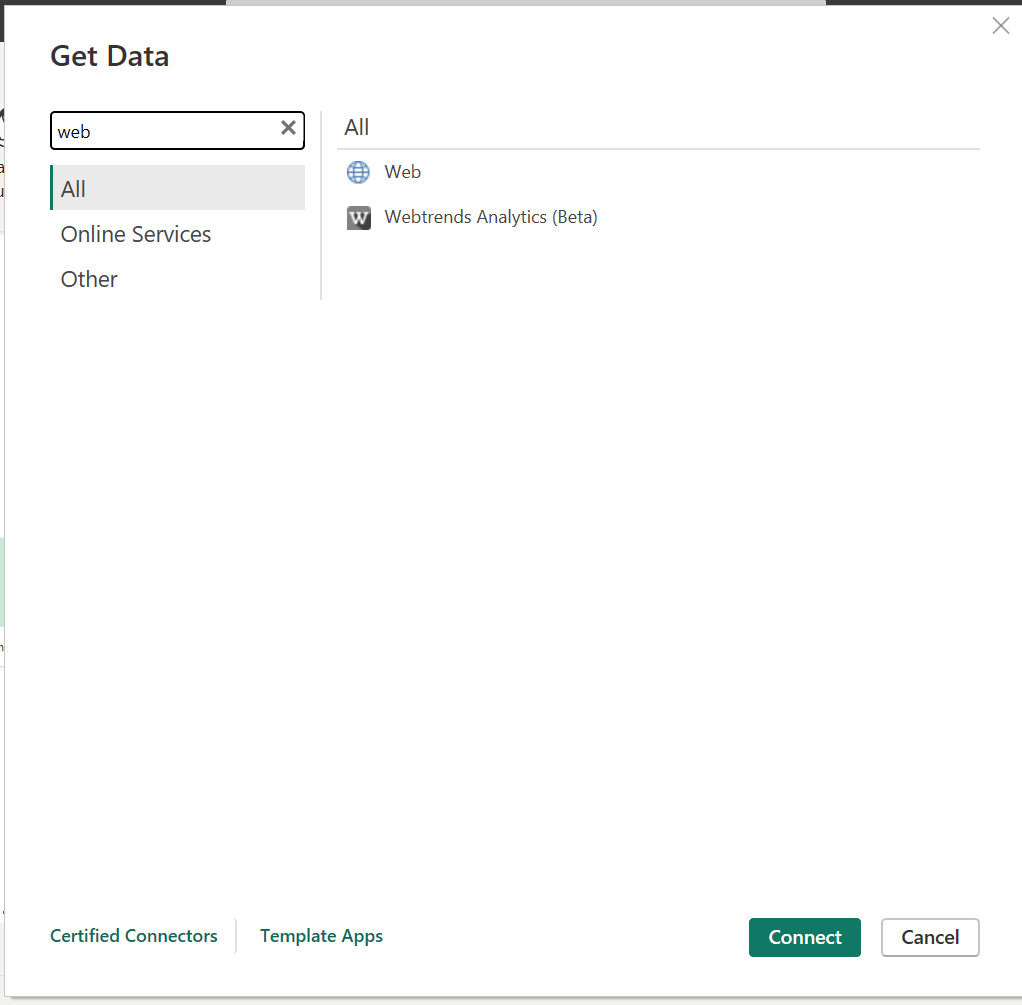 Get Data
web
All
Online Services
Other
All
Web
W Webtrends Analytics (Beta)
Certified Connectors
Template Apps
Connect
Cancel